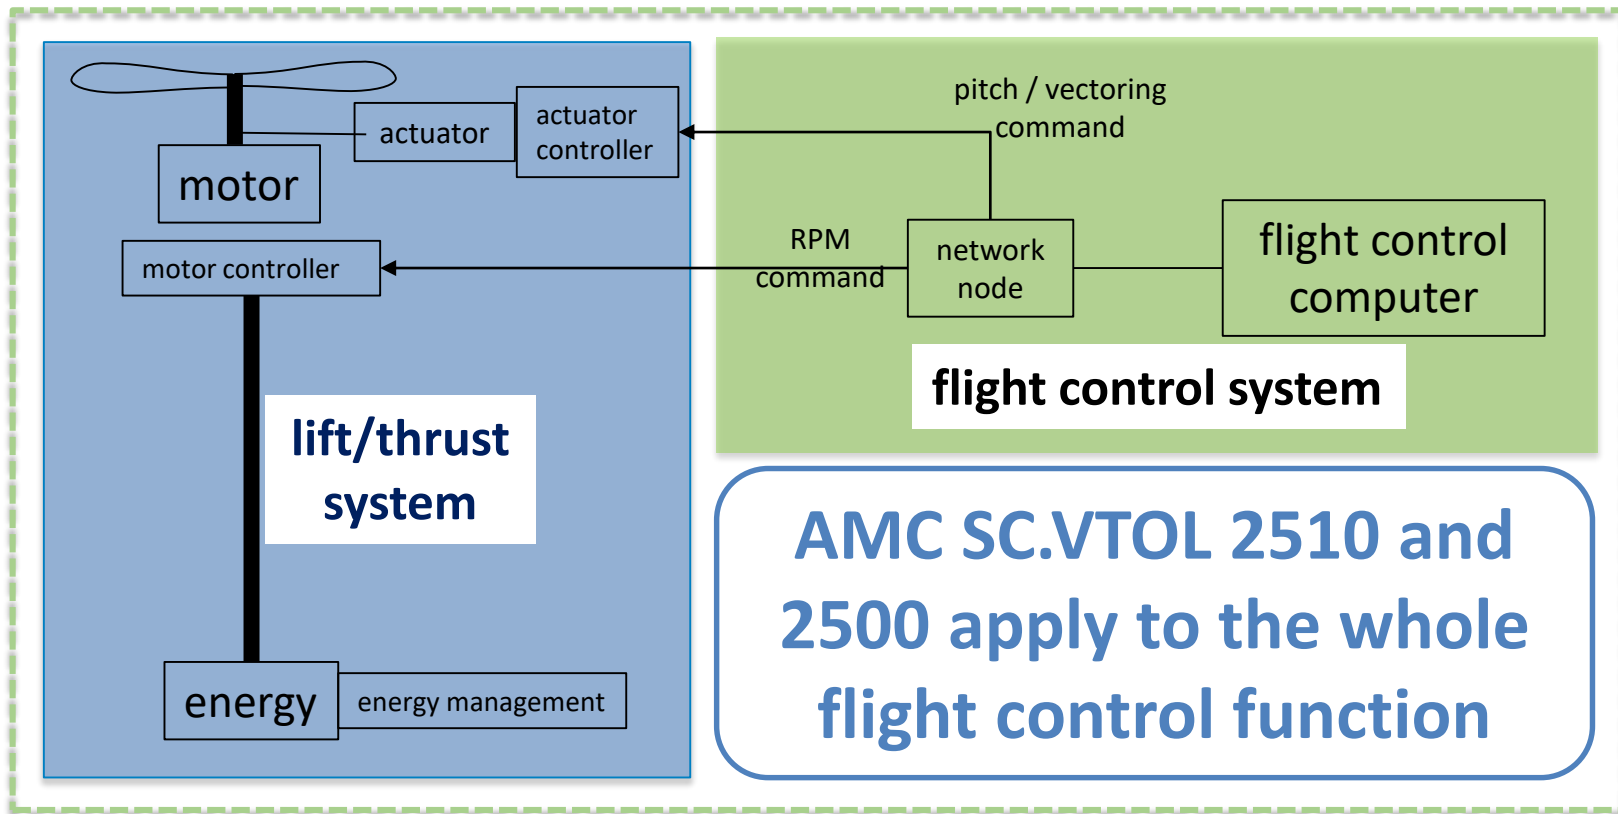 actuator
actuator
controller
motor
motor controller
lift/thrust
system
energy
energy management
pitch / vectoring
command
RPM
command
network
node
flight control
computer
flight control system
AMC SC.VTOL 2510 and
2500 apply to the whole
flight control function